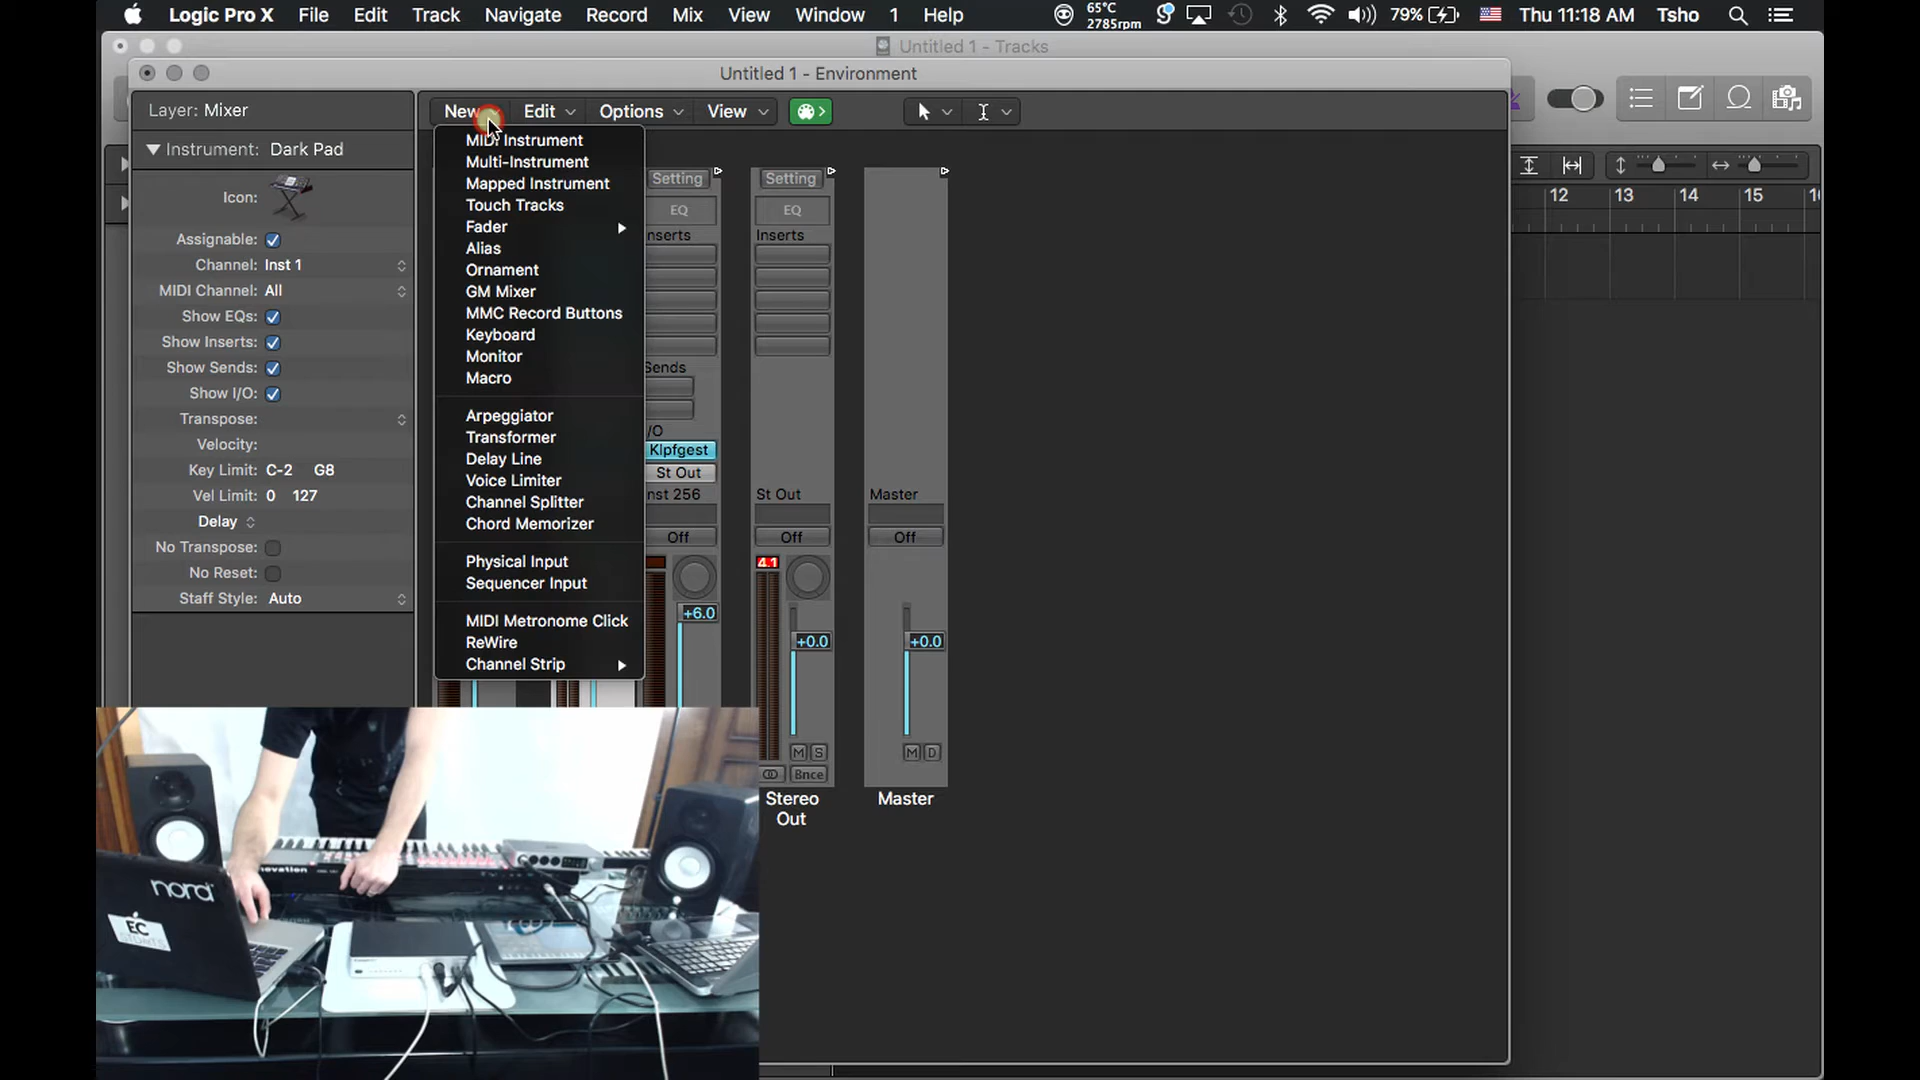 Logic Pro X File Edit Track Navigate Record Mix View Window 1 Help
65°C
2785rpm
79% Thu 11:18 AM Tsho
Untitled 1 - Tracks
Untitled 1 - Environment
Layer: Mixer
New Edit Options View
Instrument: Dark Pad
Icon:
Assignable:
Channel: Inst 1
MIDI Channel: All
Show EQs:
Show Inserts:
Show Sends:
Show I/O:
Transpose:
Velocity:
Key Limit: C-2 G8
Vel Limit: 0 127
Delay
No Transpose:
No Reset:
Staff Style: Auto
MIDI Instrument
Multi-Instrument
Mapped Instrument
Touch Tracks
Fader
Alias
Ornament
GM Mixer
MMC Record Buttons
Keyboard
Monitor
Macro
Arpeggiator
Transformer
Delay Line
Voice Limiter
Channel Splitter
Chord Memorizer
Physical Input
Sequencer Input
MIDI Metronome Click
ReWire
Channel Strip
Setting
EQ
nserts
Sends
/O
Klpfgest
St Out
nst 256
Off
+6.0
Setting
EQ
Inserts
St Out
Off
4.1
+0.0
M S
Bnce
Stereo
Out
Master
Off
+0.0
M D
Master
12 13 14 15
novation
nord
EC